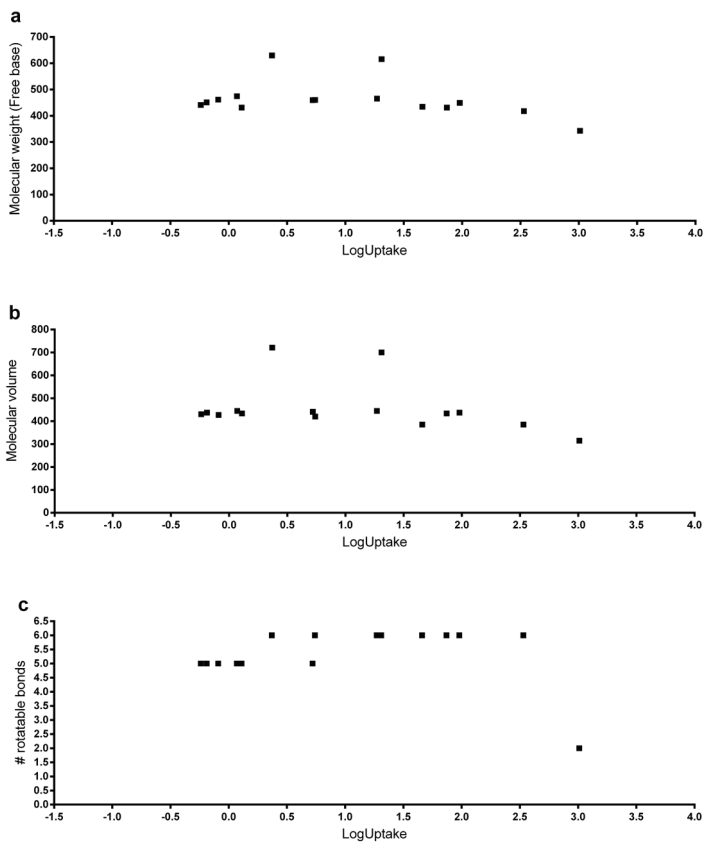 a
Molecular weight (Free base)
700
600
500
400
300
200
100
0
-1.5 -1.0 -0.5 0.0 0.5 1.0 1.5 2.0 2.5 3.0 3.5 4.0
LogUptake
b
Molecular volume
800
700
600
500
400
300
200
100
0
-1.5 -1.0 -0.5 0.0 0.5 1.0 1.5 2.0 2.5 3.0 3.5 4.0
LogUptake
c
# rotatable bonds
6.5
6.0
5.5
5.0
4.5
4.0
3.5
3.0
2.5
2.0
1.5
1.0
0.5
0.0
-1.5 -1.0 -0.5 0.0 0.5 1.0 1.5 2.0 2.5 3.0 3.5 4.0
LogUptake